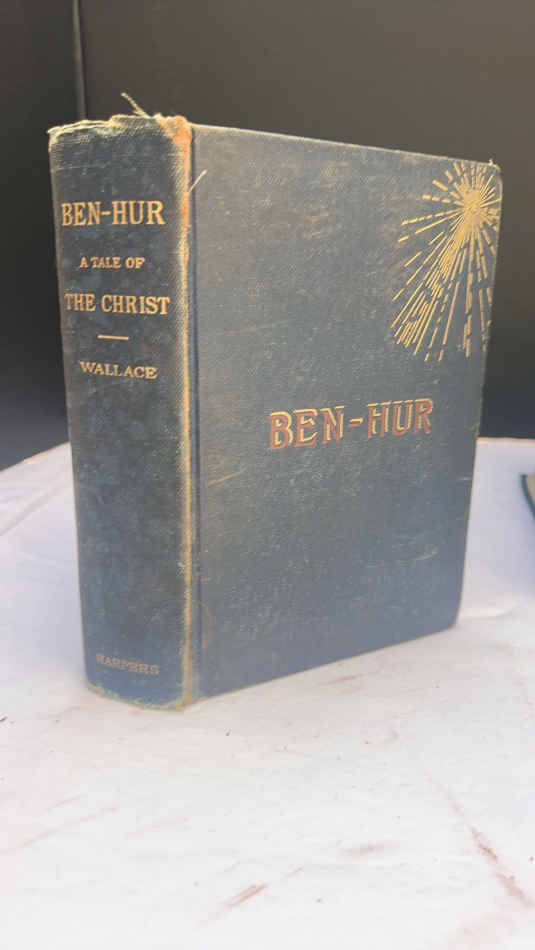 BEN-HUR
A TALE OF
THE CHRIST
WALLACE
HARPERS
BEN-HUR